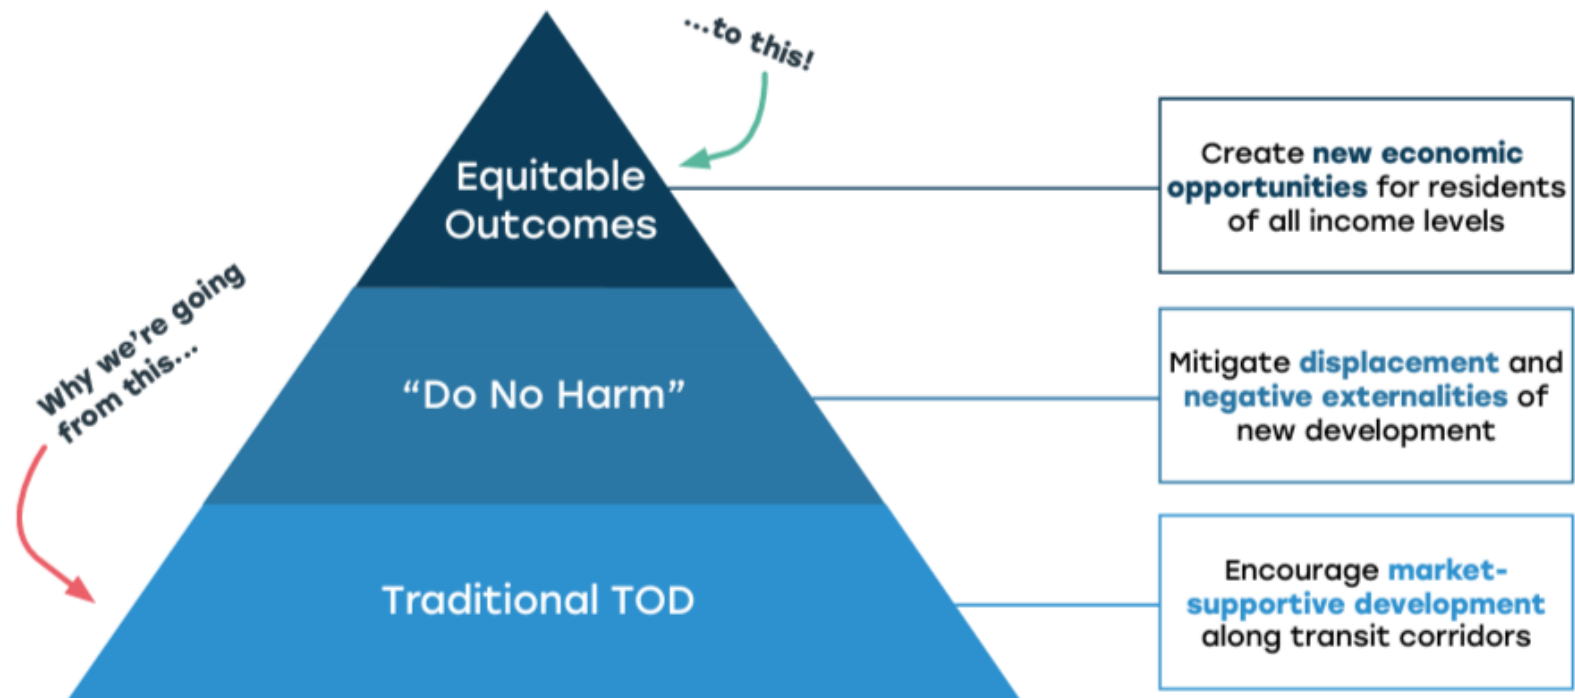 ...to this!
Equitable
Outcomes
Create new economic
opportunities for residents
of all income levels
Why we’re going
from this...
“Do No Harm”
Mitigate displacement and
negative externalities of
new development
Traditional TOD
Encourage market-
supportive development
along transit corridors